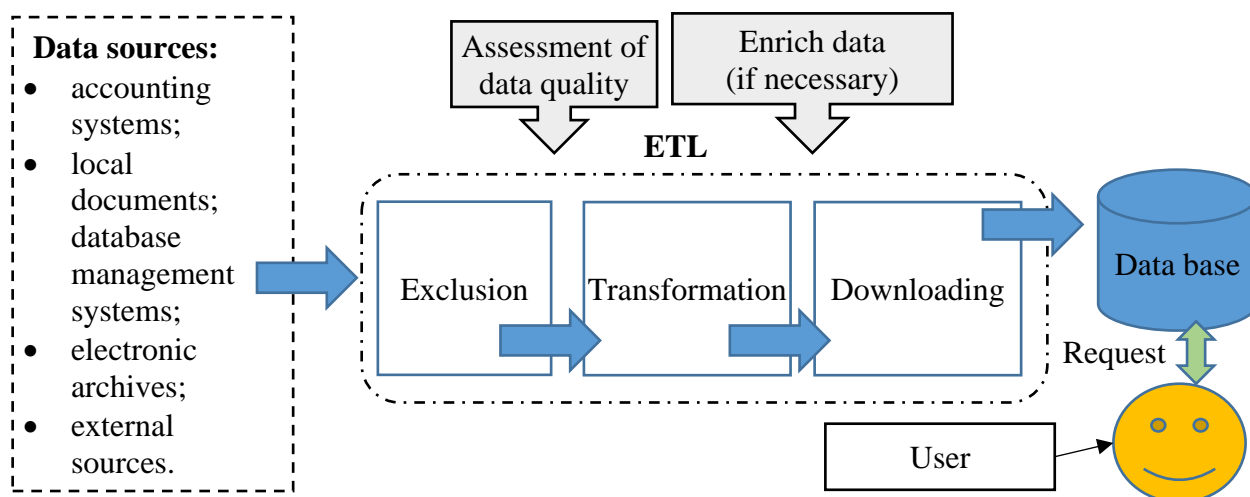 Data sources:
• accounting
systems;
• local
documents;
database
management
systems;
• electronic
archives;
• external
sources.
Assessment of
data quality
Enrich data
(if necessary)
ETL
Exclusion
Transformation
Downloading
Data base
Request
User